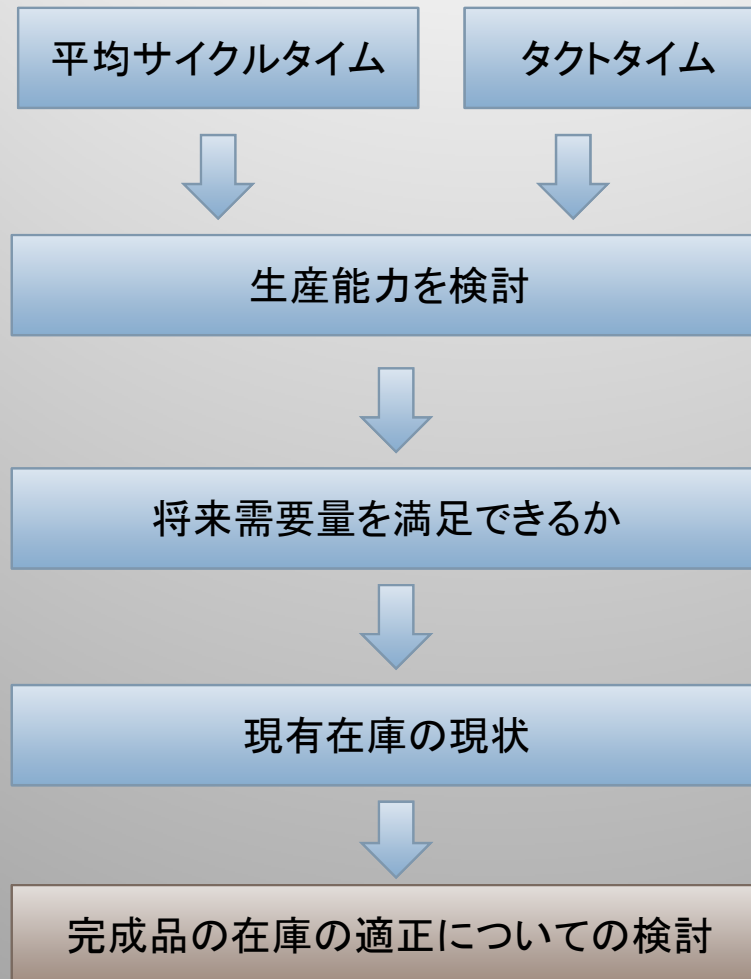 平均サイクルタイム
タクトタイム
生産能力を検討
将来需要量を満足できるか
現有在庫の現状
完成品の在庫の適正についての検討